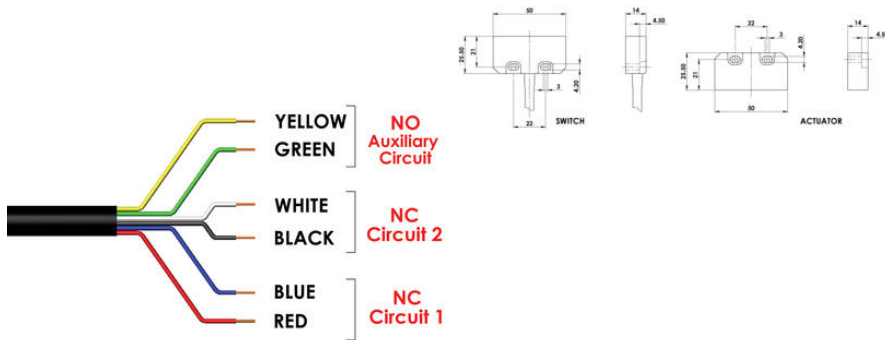 50
14
4.50
25.50
21
4.20
3
22
SWITCH
22
3
4.20
25.50
21
50
14
4.5
ACTUATOR
YELLOW
GREEN
NO
Auxiliary
Circuit
WHITE
BLACK
NC
Circuit 2
BLUE
RED
NC
Circuit 1